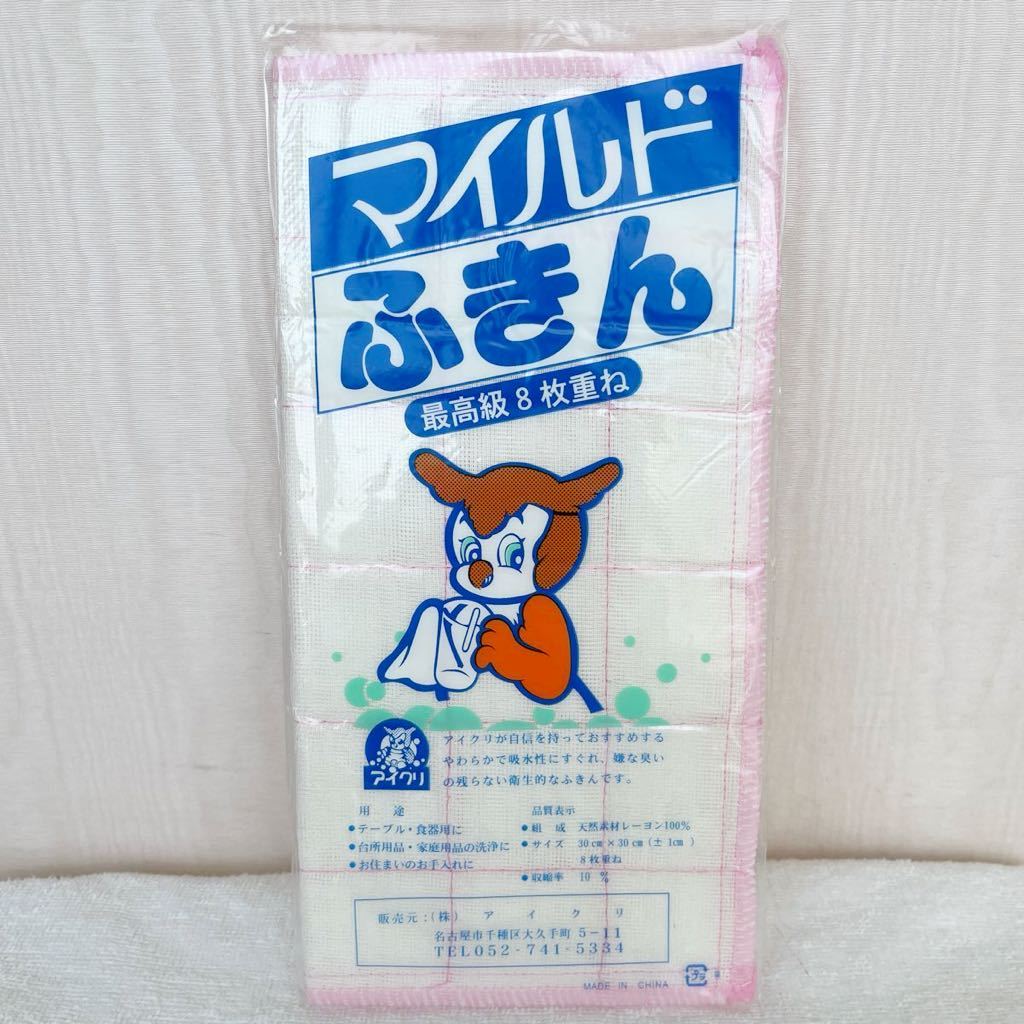 マイルド
ふきん
最高級8枚重ね
アイクリが自信を持っておすすめする
やわらかで吸水性にすぐれ、嫌な臭い
の残らない衛生的なふきんです。
アイクリ
用 途
●テーブル・食器用に
●台所用品・家庭用品の洗浄に
●お住まいのお手入れに
品質表示
●組 成 天然素材レーヨン100%
●サイズ 30㎝×30㎝(±1㎝)
8枚重ね
●収縮率 10 %
販売元:(株) ア イ ク リ
名古屋市千種区大久手町 5-11
TEL052-741-5334
プラ
MADE IN CHINA